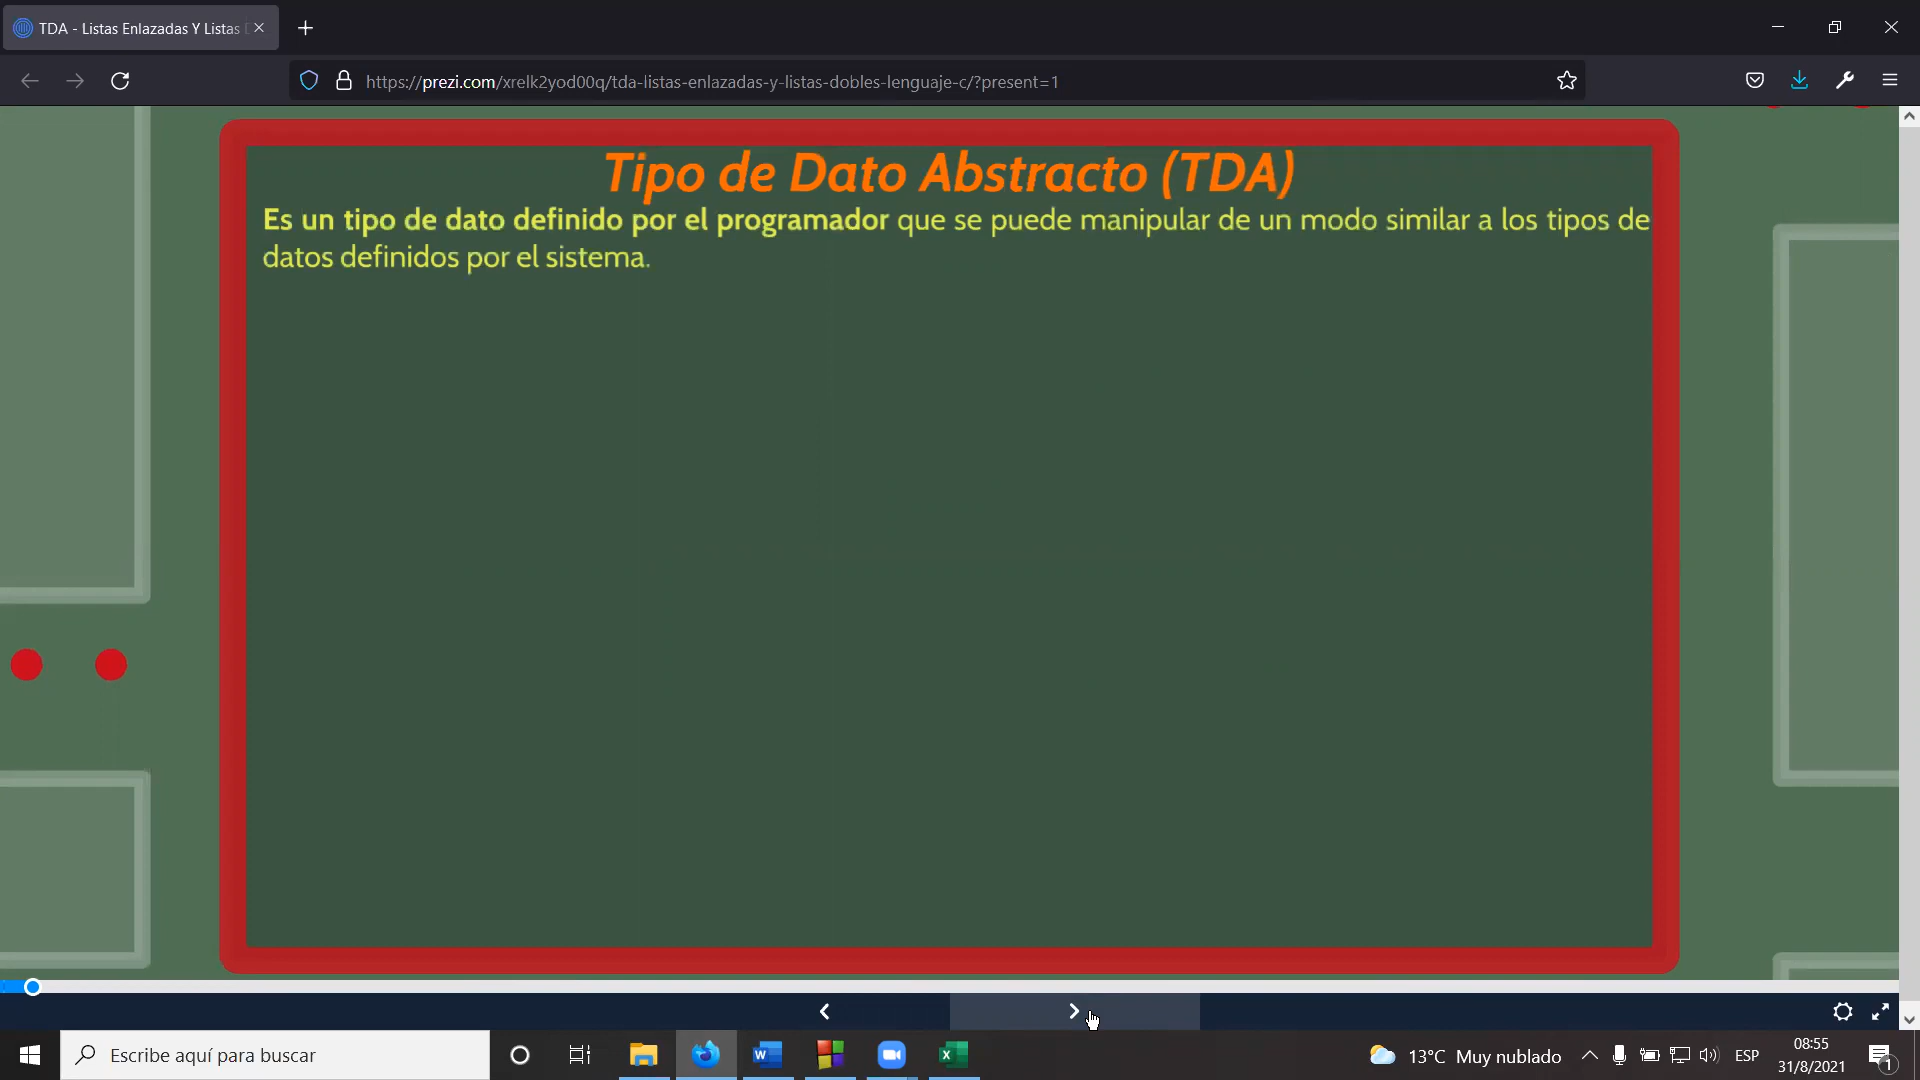 TDA - Listas Enlazadas Y Listas
https://prezi.com/xrelk2yod00q/tda-listas-enlazadas-y-listas-dobles-lenguaje-c/?present=1
Tipo de Dato Abstracto (TDA)
Es un tipo de dato definido por el programador que se puede manipular de un modo similar a los tipos de
datos definidos por el sistema.
Escribe aquí para buscar
13°C Muy nublado
ESP
08:55
31/8/2021
1